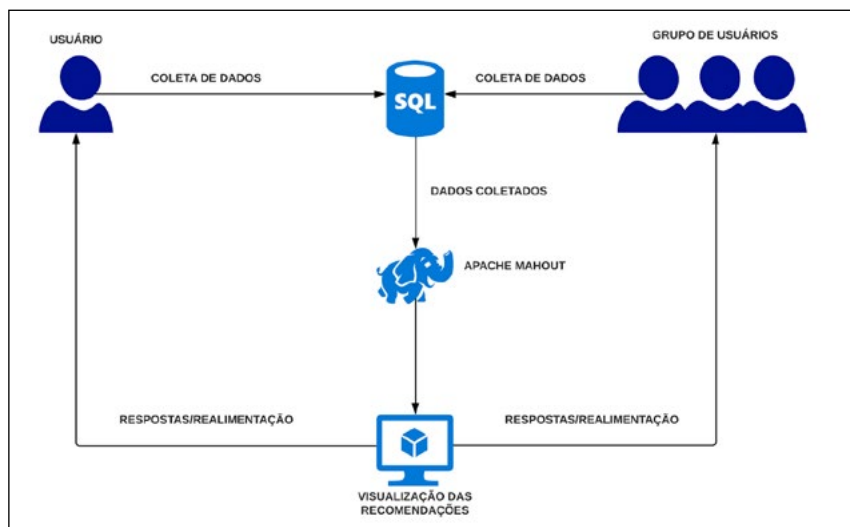 USUÁRIO
GRUPO DE USUÁRIOS
COLETA DE DADOS
COLETA DE DADOS
SQL
DADOS COLETADOS
APACHE MAHOUT
RESPOSTAS/REALIMENTAÇÃO
RESPOSTAS/REALIMENTAÇÃO
VISUALIZAÇÃO DAS
RECOMENDAÇÕES